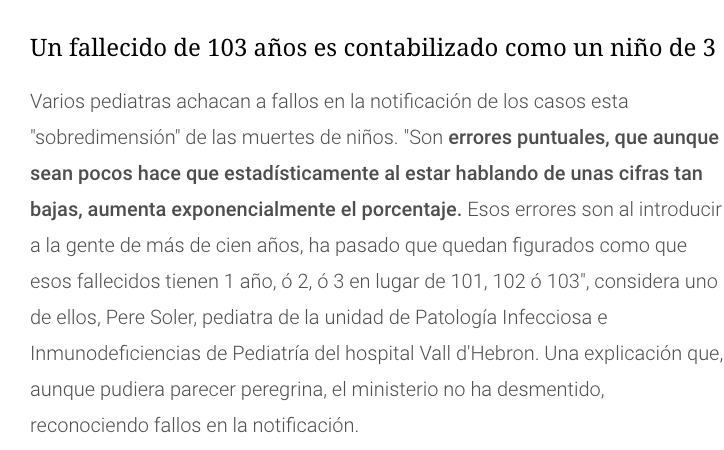 Un fallecido de 103 años es contabilizado como un niño de 3
Varios pediatras achacan a fallos en la notificación de los casos esta
"sobredimensión" de las muertes de niños. "Son errores puntuales, que aunque
sean pocos hace que estadísticamente al estar hablando de unas cifras tan
bajas, aumenta exponencialmente el porcentaje. Esos errores son al introducir
a la gente de más de cien años, ha pasado que quedan figurados como que
esos fallecidos tienen 1 año, ó 2, ó 3 en lugar de 101, 102 ó 103", considera uno
de ellos, Pere Soler, pediatra de la unidad de Patología Infecciosa e
Inmunodeficiencias de Pediatría del hospital Vall d'Hebron. Una explicación que,
aunque pudiera parecer peregrina, el ministerio no ha desmentido,
reconociendo fallos en la notificación.